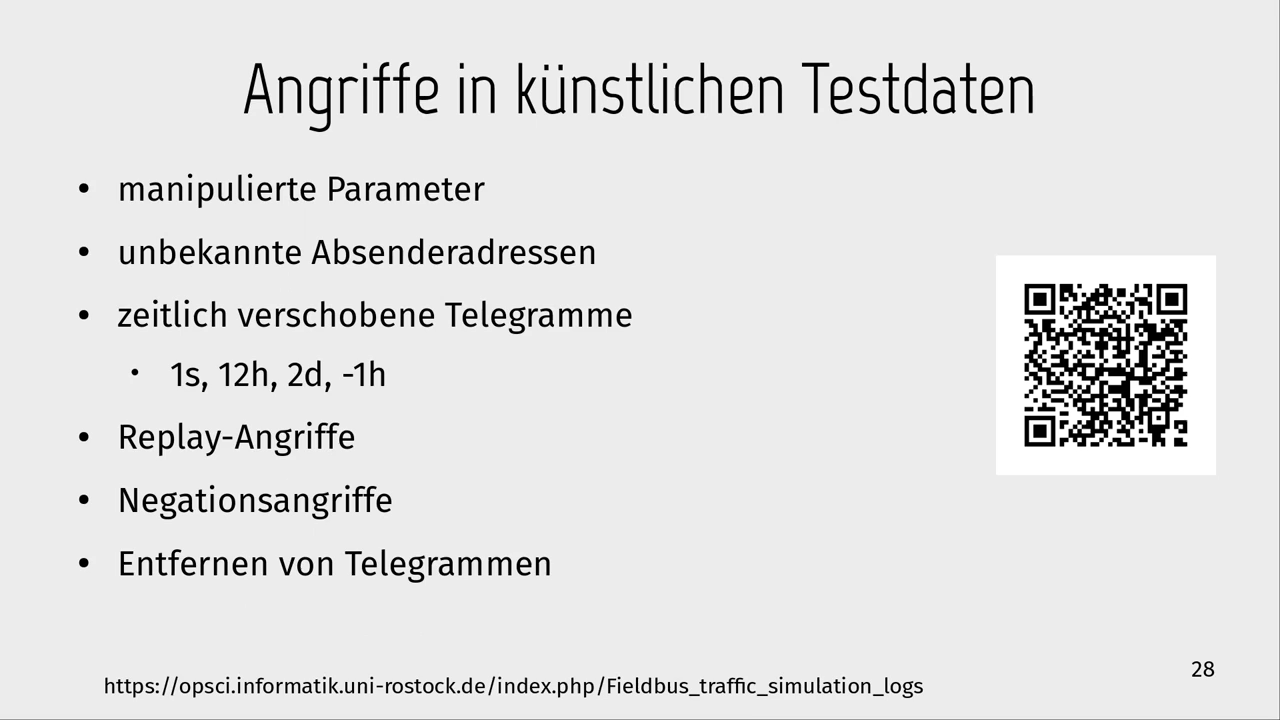 Angriffe in künstlichen Testdaten
• manipulierte Parameter
• unbekannte Absenderadressen
• zeitlich verschobene Telegramme
• 1s, 12h, 2d, -1h
• Replay-Angriffe
• Negationsangriffe
• Entfernen von Telegrammen
28
https://opsci.informatik.uni-rostock.de/index.php/Fieldbus_traffic_simulation_logs